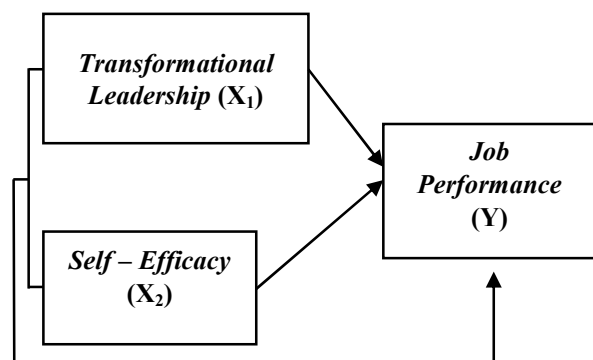 Transformational
Leadership (X₁)
Job
Performance
(Y)
Self – Efficacy
(X₂)